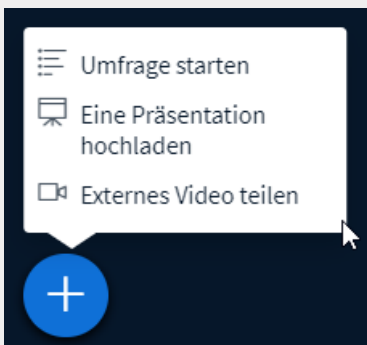 Umfrage starten
Eine Präsentation
hochladen
Externes Video teilen